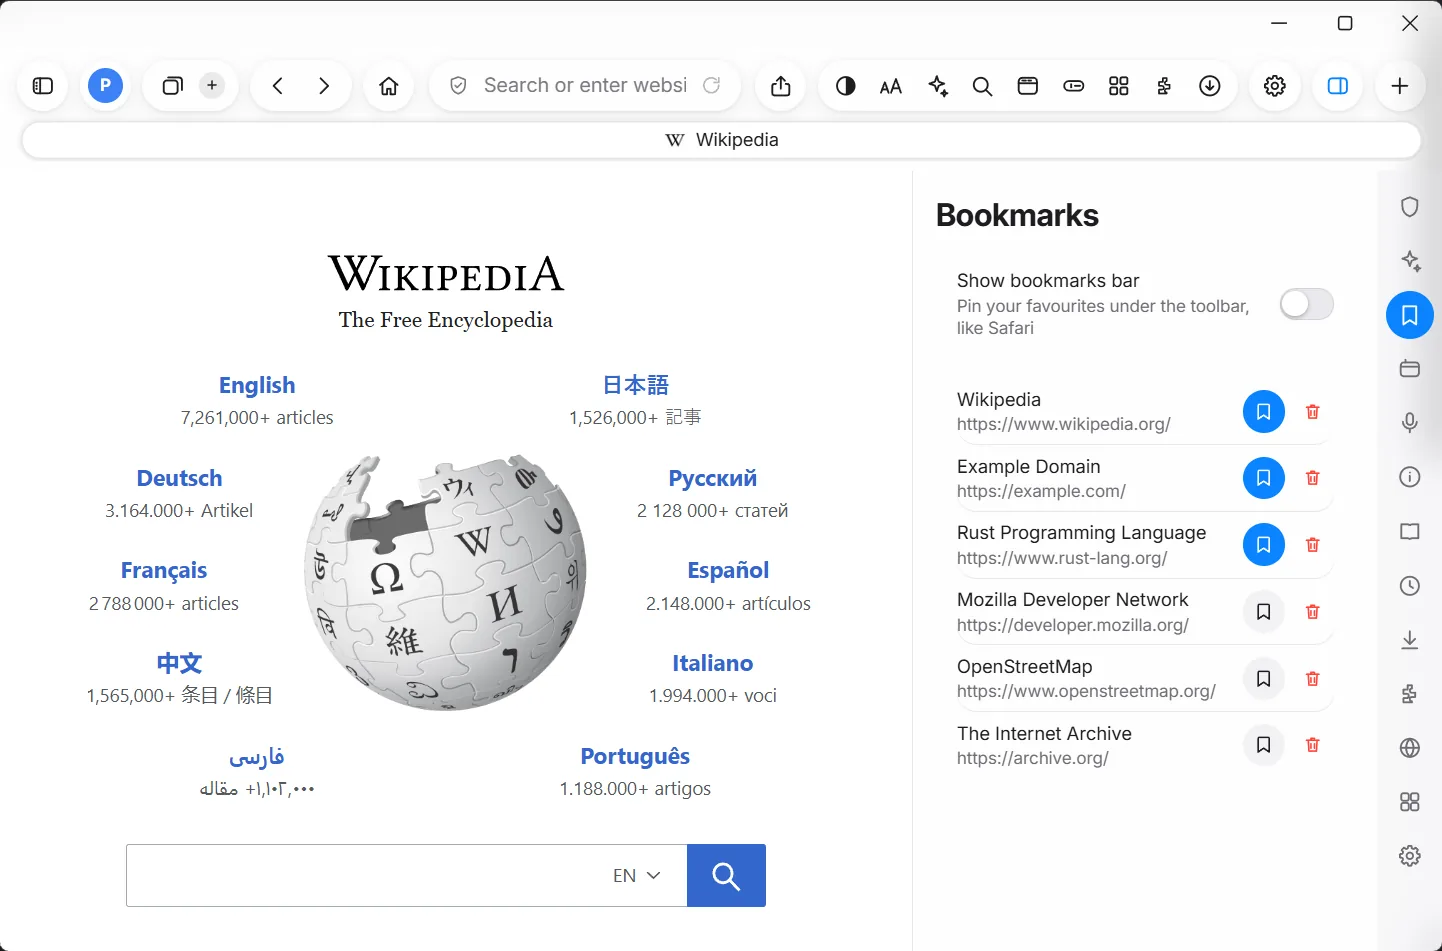 P
Search or enter websi
AA
W Wikipedia
WIKIPEDIA
The Free Encyclopedia
English
7,261,000+ articles
日本語
1,526,000+ 記事
Deutsch
3.164.000+ Artikel
Русский
2 128 000+ статей
Français
2 788 000+ articles
Español
2.148.000+ artículos
中文
1,565,000+ 条目 / 條目
Italiano
1.994.000+ voci
فارسی
۱٬۱۰۲٬۰۰۰+ مقاله
Português
1.188.000+ artigos
Ω
W
И
維
ウィ
EN
Bookmarks
Show bookmarks bar
Pin your favourites under the toolbar,
like Safari
Wikipedia
https://www.wikipedia.org/
Example Domain
https://example.com/
Rust Programming Language
https://www.rust-lang.org/
Mozilla Developer Network
https://developer.mozilla.org/
OpenStreetMap
https://www.openstreetmap.org/
The Internet Archive
https://archive.org/